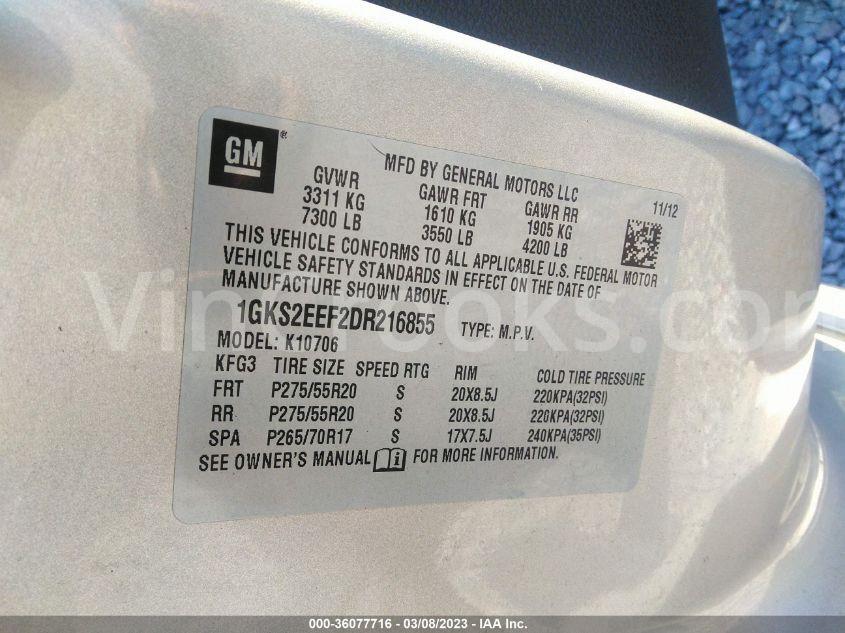 GM®
MFD BY GENERAL MOTORS LLC
GVWR GAWR FRT GAWR RR 11/12
3311 KG 1610 KG 1905 KG
7300 LB 3550 LB 4200 LB
THIS VEHICLE CONFORMS TO ALL APPLICABLE U.S. FEDERAL MOTOR
VEHICLE SAFETY STANDARDS IN EFFECT ON THE DATE OF
MANUFACTURE SHOWN ABOVE.
1GKS2EEF2DR216855 TYPE: M.P.V.
MODEL: K10706
KFG3 TIRE SIZE SPEED RTG RIM COLD TIRE PRESSURE
FRT P275/55R20 S 20X8.5J 220KPA(32PSI)
RR P275/55R20 S 20X8.5J 220KPA(32PSI)
SPA P265/70R17 S 17X7.5J 240KPA(35PSI)
SEE OWNER'S MANUAL i FOR MORE INFORMATION.
000-36077716 - 03/08/2023 - © IAA Inc.